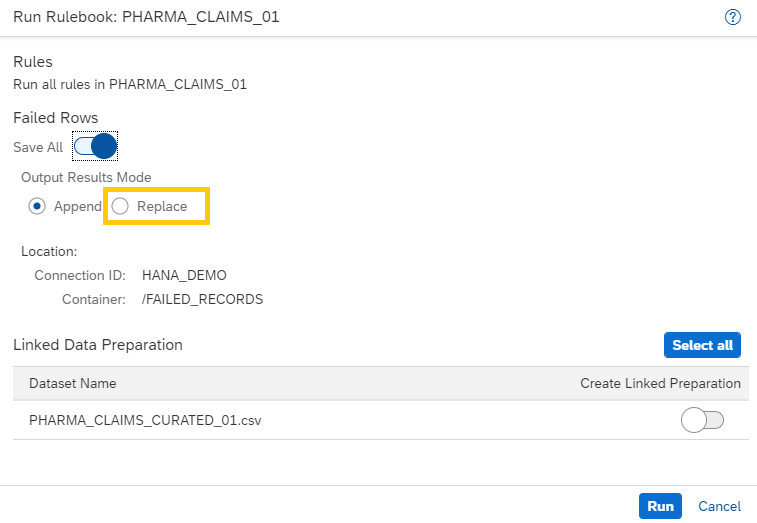 Run Rulebook: PHARMA_CLAIMS_01
?
Rules
Run all rules in PHARMA_CLAIMS_01
Failed Rows
Save All
Output Results Mode
Append Replace
Location:
Connection ID: HANA_DEMO
Container: /FAILED_RECORDS
Linked Data Preparation Select all
Dataset Name Create Linked Preparation
PHARMA_CLAIMS_CURATED_01.csv
Run Cancel